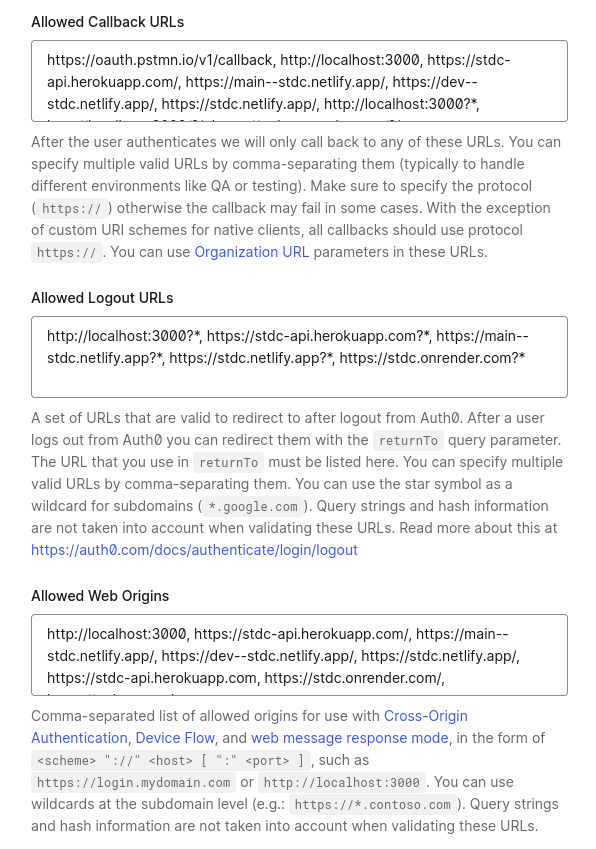 Allowed Callback URLs
https://oauth.pstmn.io/v1/callback, http://localhost:3000, https://stdc-
api.herokuapp.com/, https://main--stdc.netlify.app/, https://dev--
stdc.netlify.app/, https://stdc.netlify.app/, http://localhost:3000?*,
After the user authenticates we will only call back to any of these URLs. You can
specify multiple valid URLs by comma-separating them (typically to handle
different environments like QA or testing). Make sure to specify the protocol
( https:// ) otherwise the callback may fail in some cases. With the exception
of custom URI schemes for native clients, all callbacks should use protocol
https:// . You can use Organization URL parameters in these URLs.
Allowed Logout URLs
http://localhost:3000?*, https://stdc-api.herokuapp.com?*, https://main--
stdc.netlify.app?*, https://stdc.netlify.app?*, https://stdc.onrender.com?*
A set of URLs that are valid to redirect to after logout from Auth0. After a user
logs out from Auth0 you can redirect them with the returnTo query parameter.
The URL that you use in returnTo must be listed here. You can specify multiple
valid URLs by comma-separating them. You can use the star symbol as a
wildcard for subdomains ( *.google.com ). Query strings and hash information
are not taken into account when validating these URLs. Read more about this at
https://auth0.com/docs/authenticate/login/logout
Allowed Web Origins
http://localhost:3000, https://stdc-api.herokuapp.com/, https://main--
stdc.netlify.app/, https://dev--stdc.netlify.app/, https://stdc.netlify.app/,
https://stdc-api.herokuapp.com, https://stdc.onrender.com/,
Comma-separated list of allowed origins for use with Cross-Origin
Authentication, Device Flow, and web message response mode, in the form of
<scheme> "://" <host> [ ":" <port> ] , such as
https://login.mydomain.com or http://localhost:3000 . You can use
wildcards at the subdomain level (e.g.: https://*.contoso.com ). Query strings
and hash information are not taken into account when validating these URLs.